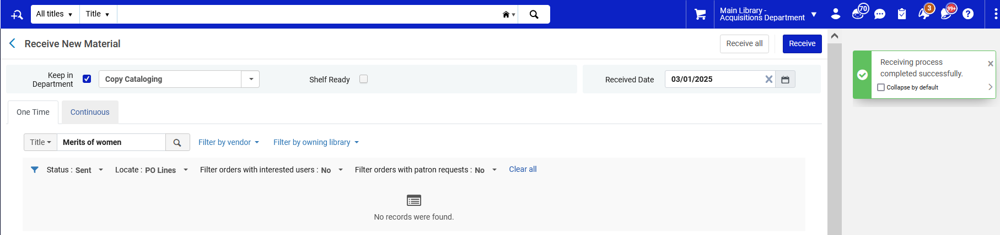 All titles
Title
Main Library -
Acquisitions Department
70
3
99+
?
Receive New Material
Receive all
Receive
Receiving process
completed successfully.
Collapse by default
Keep in
Department
Copy Cataloging
Shelf Ready
Received Date
03/01/2025
One Time
Continuous
Title
Merits of women
Filter by vendor
Filter by owning library
Status : Sent
Locate : PO Lines
Filter orders with interested users : No
Filter orders with patron requests : No
Clear all
No records were found.